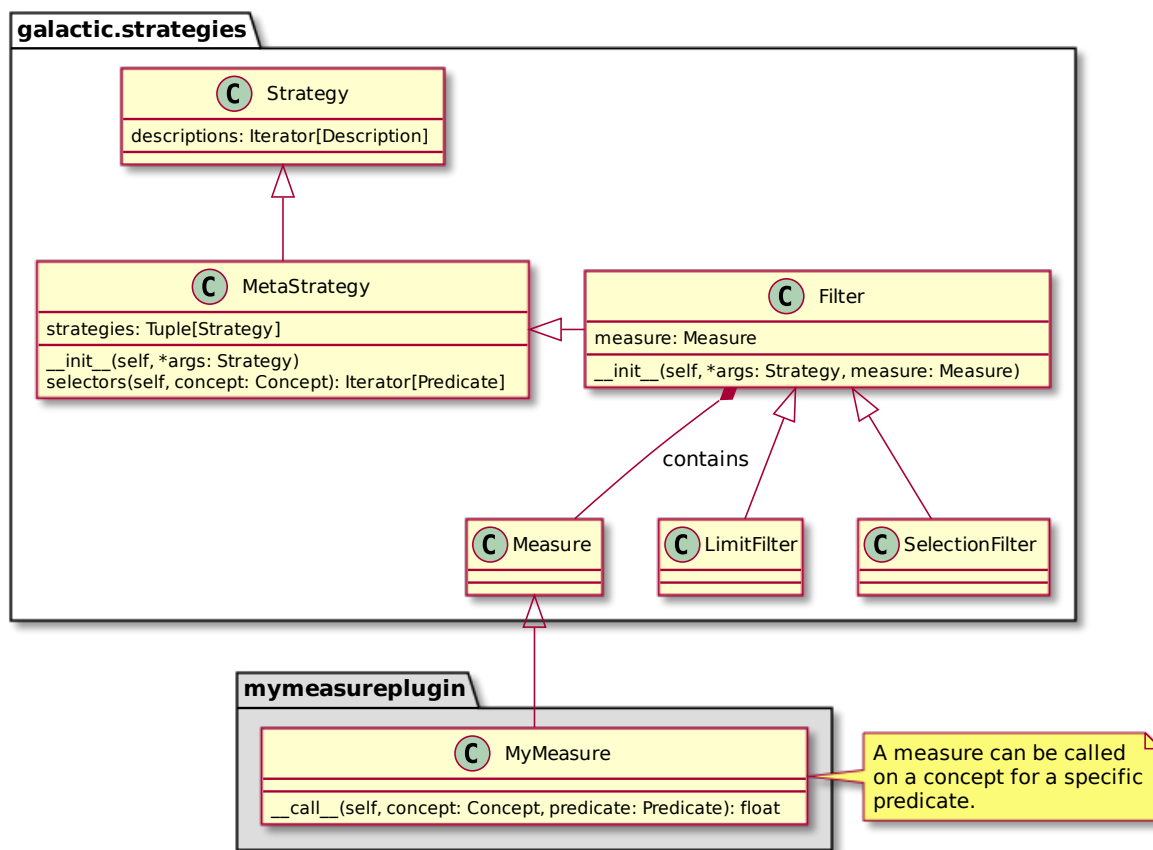 galactic.strategies
C Strategy
descriptions: Iterator[Description]
C MetaStrategy
strategies: Tuple[Strategy]
__init__(self, *args: Strategy)
selectors(self, concept: Concept): Iterator[Predicate]
C Filter
measure: Measure
__init__(self, *args: Strategy, measure: Measure)
contains
C Measure
C LimitFilter
C SelectionFilter
mymeasureplugin
C MyMeasure
__call__(self, concept: Concept, predicate: Predicate): float
A measure can be called
on a concept for a specific
predicate.